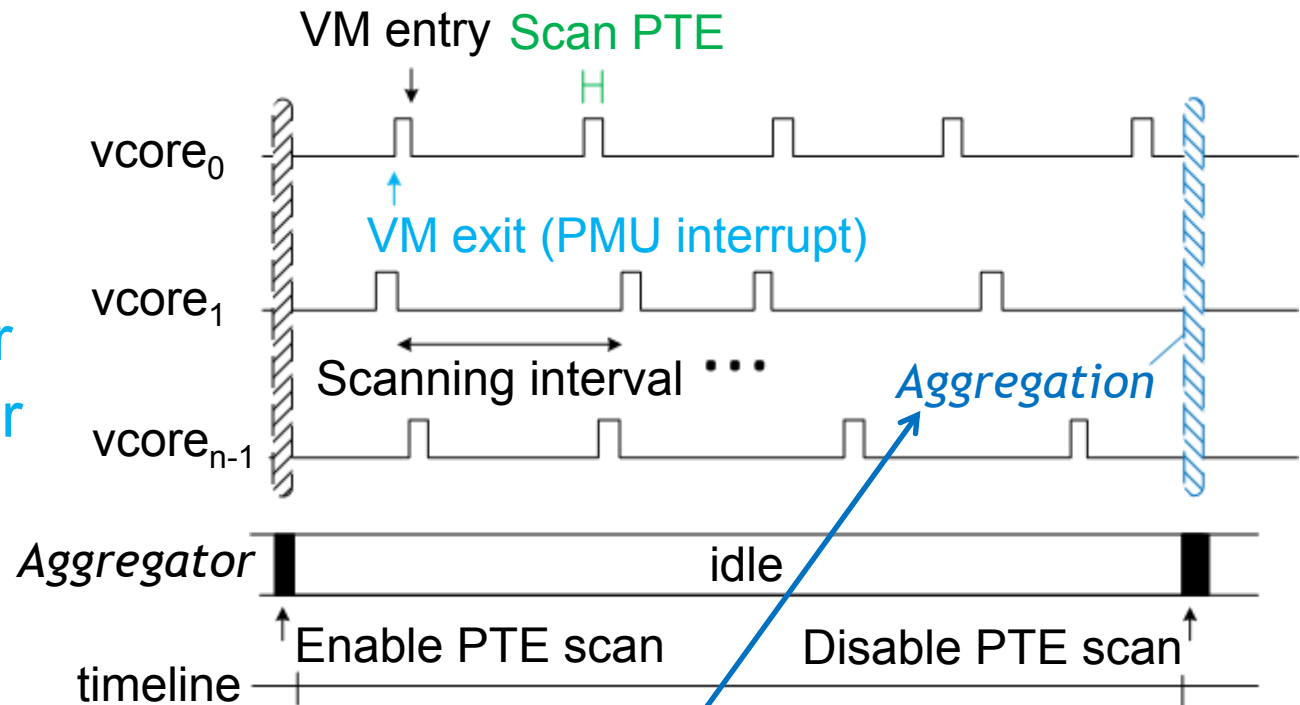 VM entry Scan PTE
vcore0
VM exit (PMU interrupt)
vcore1
r
Scanning interval ...
Aggregation
r
vcoren-1
Aggregator
idle
Enable PTE scan
Disable PTE scan
timeline